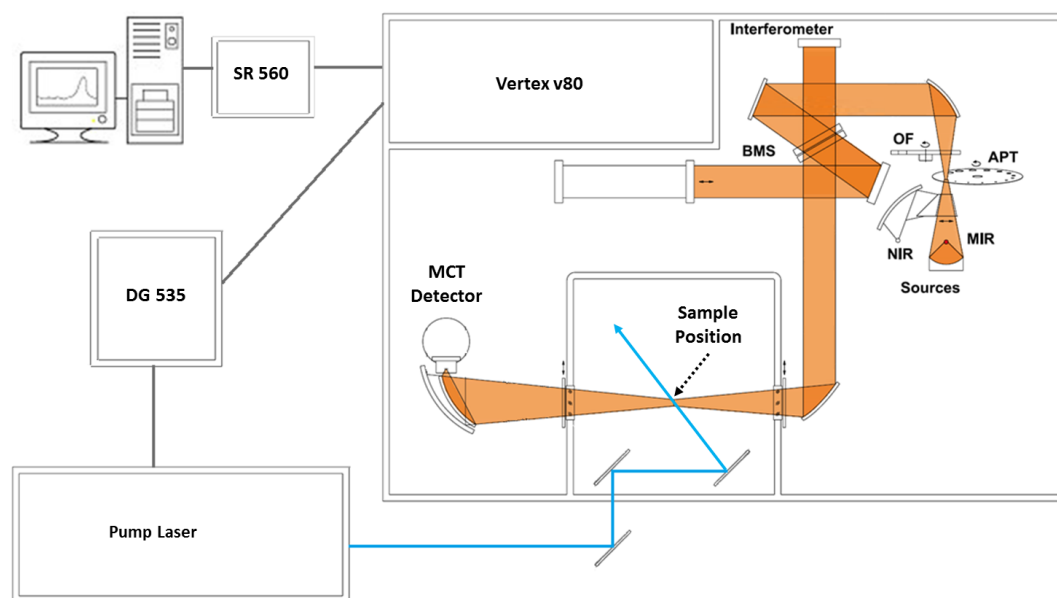 Interferometer
SR 560
Vertex v80
OF
BMS
APT
NIR
MIR
Sources
MCT
Detector
DG 535
Sample
Position
Pump Laser